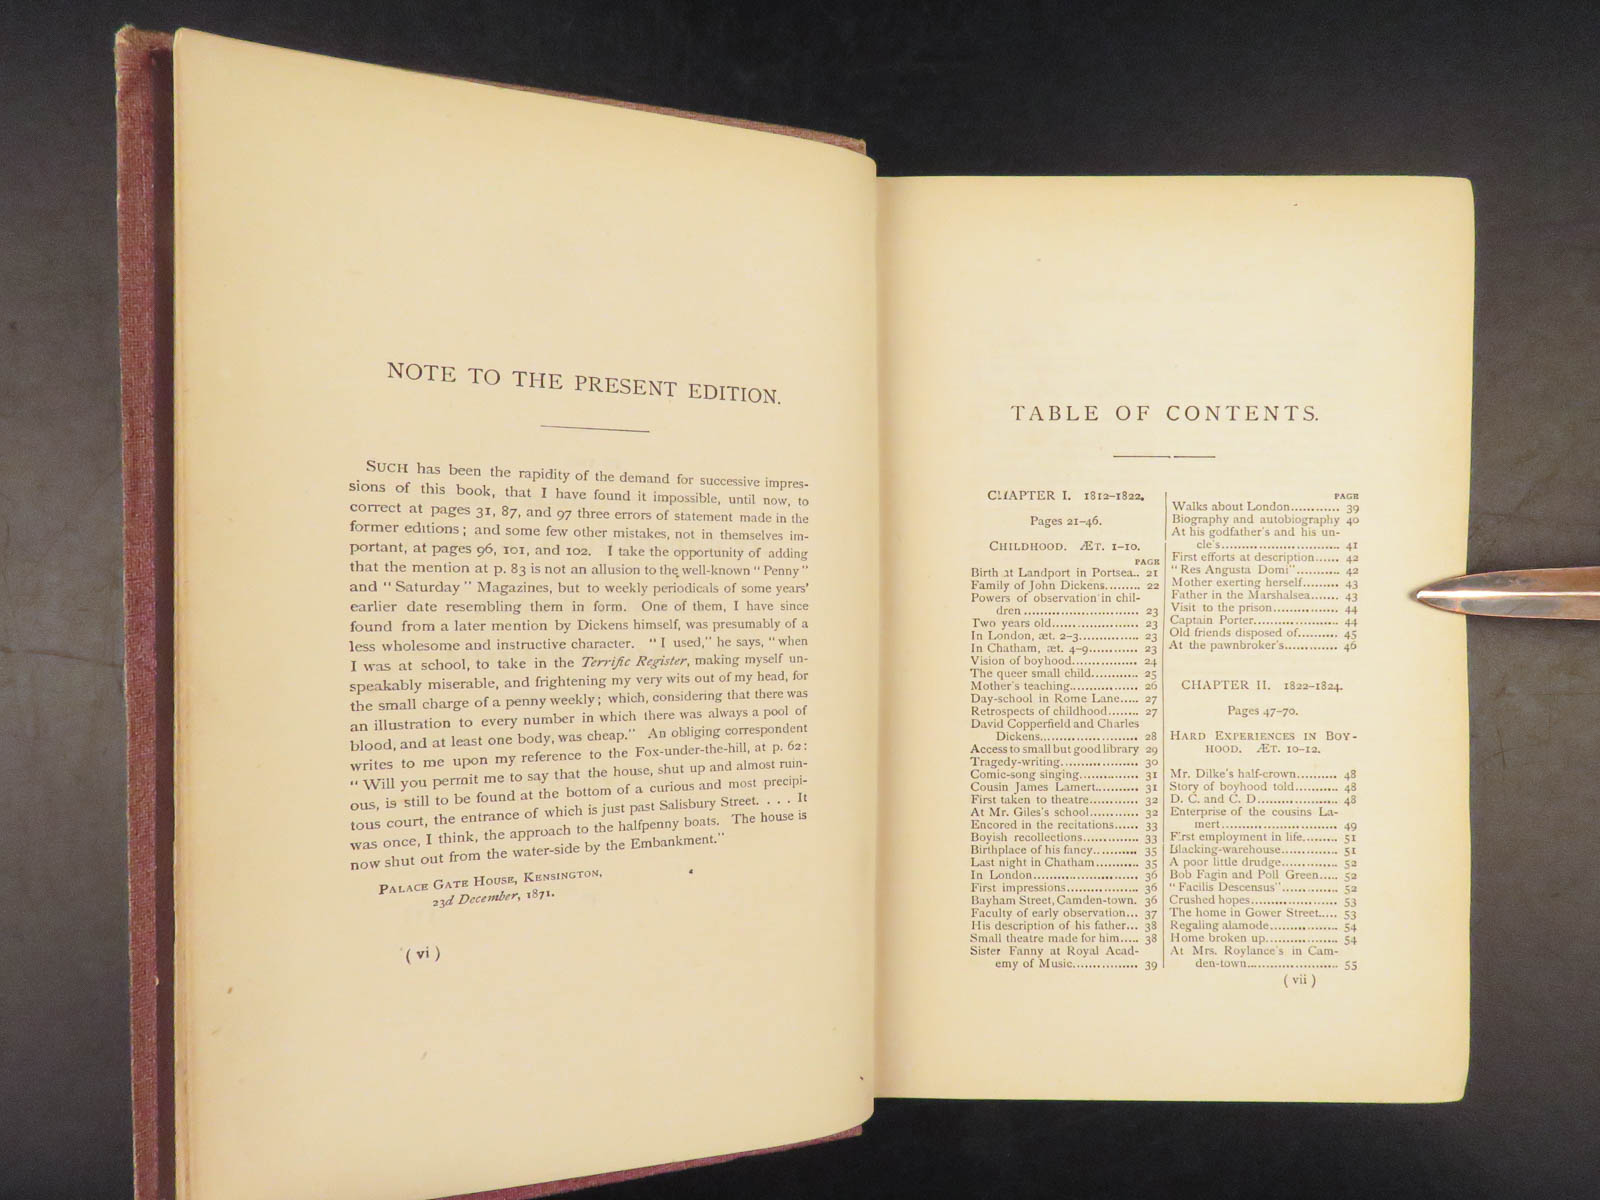 NOTE TO THE PRESENT EDITION.
SUCH has been the rapidity of the demand for successive impres-
sions of this book, that I have found it impossible, until now, to
correct at pages 31, 87, and 97 three errors of statement made in the
former editions; and some few other mistakes, not in themselves im-
portant, at pages 96, 101, and 102. I take the opportunity of adding
that the mention at p. 83 is not an allusion to the well-known "Penny"
and "Saturday" Magazines, but to weekly periodicals of some years'
earlier date resembling them in form. One of them, I have since
found from a later mention by Dickens himself, was presumably of a
less wholesome and instructive character. "I used," he says, "when
I was at school, to take in the Terrific Register, making myself un-
speakably miserable, and frightening my very wits out of my head, for
the small charge of a penny weekly; which, considering that there was
an illustration to every number in which there was always a pool of
blood, and at least one body, was cheap." An obliging correspondent
writes to me upon my reference to the Fox-under-the-hill, at p. 62:
"Will you permit me to say that the house, shut up and almost ruin-
ous, is still to be found at the bottom of a curious and most precipi-
tous court, the entrance of which is just past Salisbury Street. . . . It
was once, I think, the approach to the halfpenny boats. The house is
now shut out from the water-side by the Embankment."
PALACE GATE HOUSE, KENSINGTON,
23d December, 1871.
( vi )
TABLE OF CONTENTS.
CHAPTER I. 1812-1822.
Pages 21-46.
CHILDHOOD. ÆT. 1-10.
PAGE
Birth at Landport in Portsea.. 21
Family of John Dickens......... 22
Powers of observation in chil-
dren.......................... 23
Two years old................... 23
In London, æt. 2-3.............. 23
In Chatham, æt. 4-9............ 23
Vision of boyhood............... 24
The queer small child........... 25
Mother's teaching................ 26
Day-school in Rome Lane..... 27
Retrospects of childhood........ 27
David Copperfield and Charles
Dickens....................... 28
Access to small but good library 29
Tragedy-writing.................. 30
Comic-song singing.............. 31
Cousin James Lamert.......... 31
First taken to theatre............ 32
At Mr. Giles's school............ 32
Encored in the recitations...... 33
Boyish recollections............. 33
Birthplace of his fancy.......... 35
Last night in Chatham.......... 35
In London........................ 36
First impressions................. 36
Bayham Street, Camden-town. 36
Faculty of early observation... 37
His description of his father... 38
Small theatre made for him..... 38
Sister Fanny at Royal Acad-
emy of Music................ 39
PAGE
Walks about London............ 39
Biography and autobiography 40
At his godfather's and his un-
cle's............................ 41
First efforts at description...... 42
"Res Angusta Domi"........... 42
Mother exerting herself......... 43
Father in the Marshalsea....... 43
Visit to the prison................ 44
Captain Porter.................... 44
Old friends disposed of.......... 45
At the pawnbroker's............. 46
CHAPTER II. 1822-1824.
Pages 47-70.
HARD EXPERIENCES IN BOY-
HOOD. ÆT. 10-12.
Mr. Dilke's half-crown.......... 48
Story of boyhood told........... 48
D. C. and C. D.................... 48
Enterprise of the cousins La-
mert............................ 49
First employment in life......... 51
Blacking-warehouse.............. 51
A poor little drudge.............. 52
Bob Fagin and Poll Green..... 52
"Facilis Descensus"............. 52
Crushed hopes.................... 53
The home in Gower Street..... 53
Regaling alamode................. 54
Home broken up.................. 54
At Mrs. Roylance's in Cam-
den-town....................... 55
( vii )